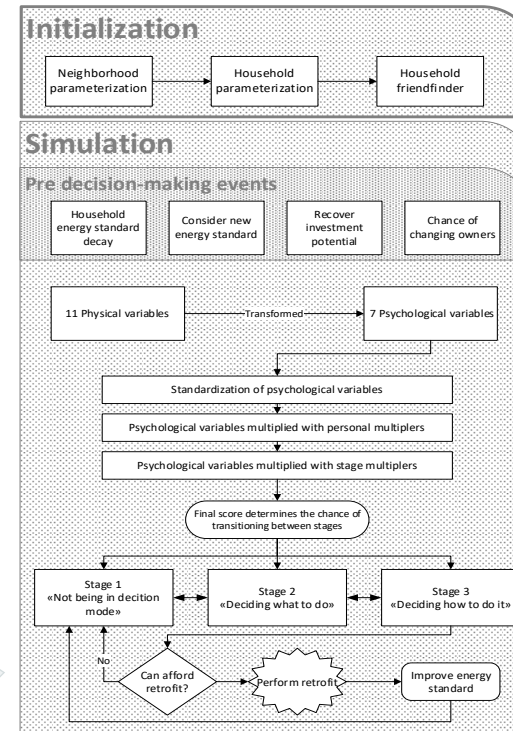 Initialization
Neighborhood
parameterization
Household
parameterization
Household
friendfinder
Simulation
Pre decision-making events
Household
energy standard
decay
Consider new
energy standard
Recover
investment
potential
Chance of
changing owners
11 Physical variables
Transformed
7 Psychological variables
Standardization of psychological variables
Psychological variables multiplied with personal multiplers
Psychological variables multiplied with stage multiplers
Final score determines the chance of
transitioning between stages
Stage 1
«Not being in decition
mode»
Stage 2
«Deciding what to do»
Stage 3
«Deciding how to do it»
No
Can afford
retrofit?
Perform retrofit
Improve energy
standard